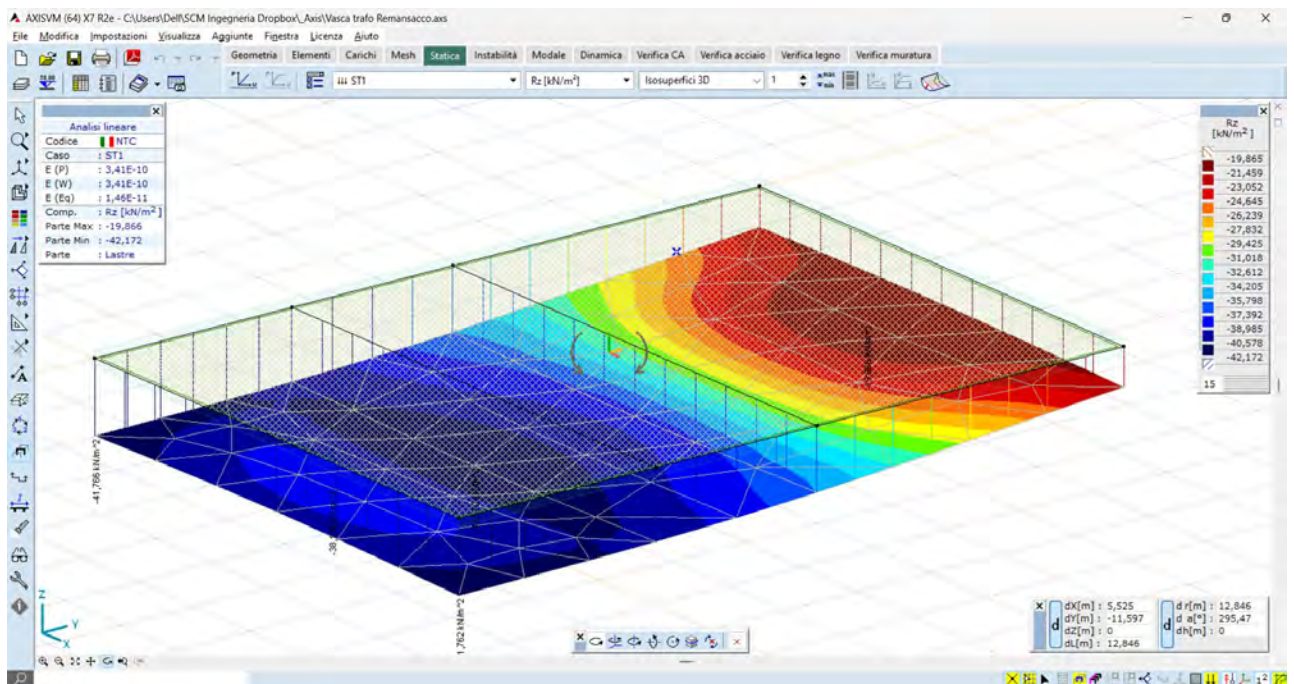 AXISVM (64) X7 R2e - C:\Users\Dell\SCM Ingegneria Dropbox\_Axis\Vasca trafo Remansacco.axs
File Modifica Impostazioni Visualizza Aggiunte Finestra Licenza Aiuto
Geometria Elementi Carichi Mesh Statica Instabilità Modale Dinamica Verifica CA Verifica acciaio Verifica legno Verifica muratura
ST1 Rz [kN/m²] Isosuperfici 3D 1
Analisi lineare
Codice NTC
Caso : ST1
E (P) : 3,41E-10
E (W) : 3,41E-10
E (Eq) : 1,46E-11
Comp. : Rz [kN/m²]
Parte Max : -19,866
Parte Min : -42,172
Parte : Lastre
Rz
[kN/m²]
-19,865
-21,459
-23,052
-24,645
-26,239
-27,832
-29,425
-31,018
-32,612
-34,205
-35,798
-37,392
-38,985
-40,578
-42,172
15
-41,766 kN/m^2
1,762 kN/m^2
Z
Y
X
dX[m] : 5,525
dY[m] : -11,597
dZ[m] : 0
dL[m] : 12,846
d
d r[m] : 12,846
d a[°] : 295,47
dh[m] : 0
d